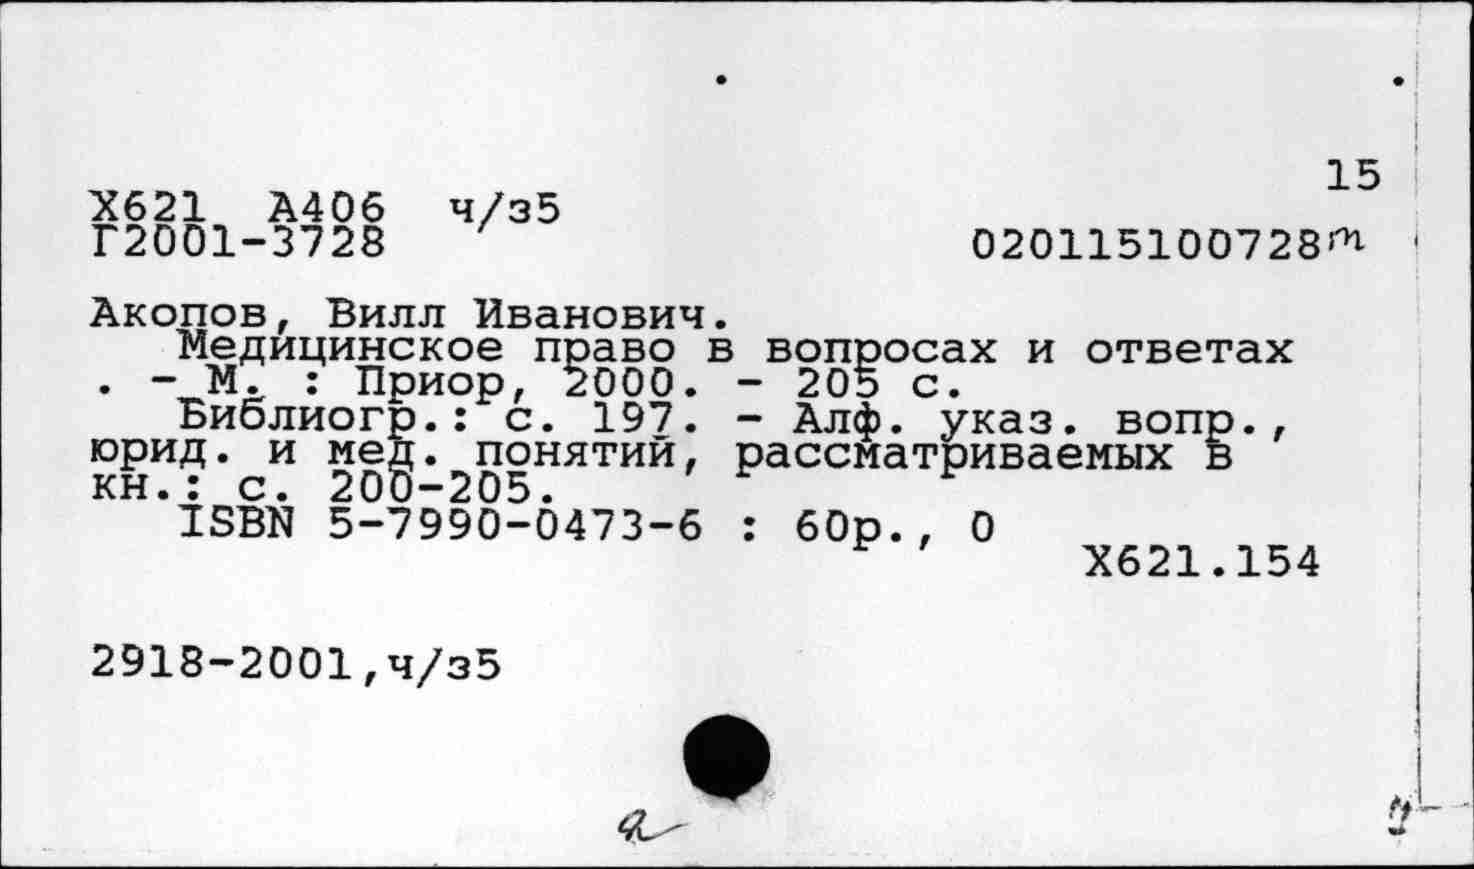 15
Х621 А406 ч/з5
Г2001-3728
020115100728m
Акопов, Вилл Иванович.
Медицинское право в вопросах и ответах
. - М. : Приор, 2000. - 205 с.
Библиогр.: с. 197. - Алф. указ. вопр.,
юрид. и мед. понятий, рассматриваемых в
кн.: с. 200-205.
ISBN 5-7990-0473-6 : 60р., 0
Х621.154
2918-2001,ч/з5